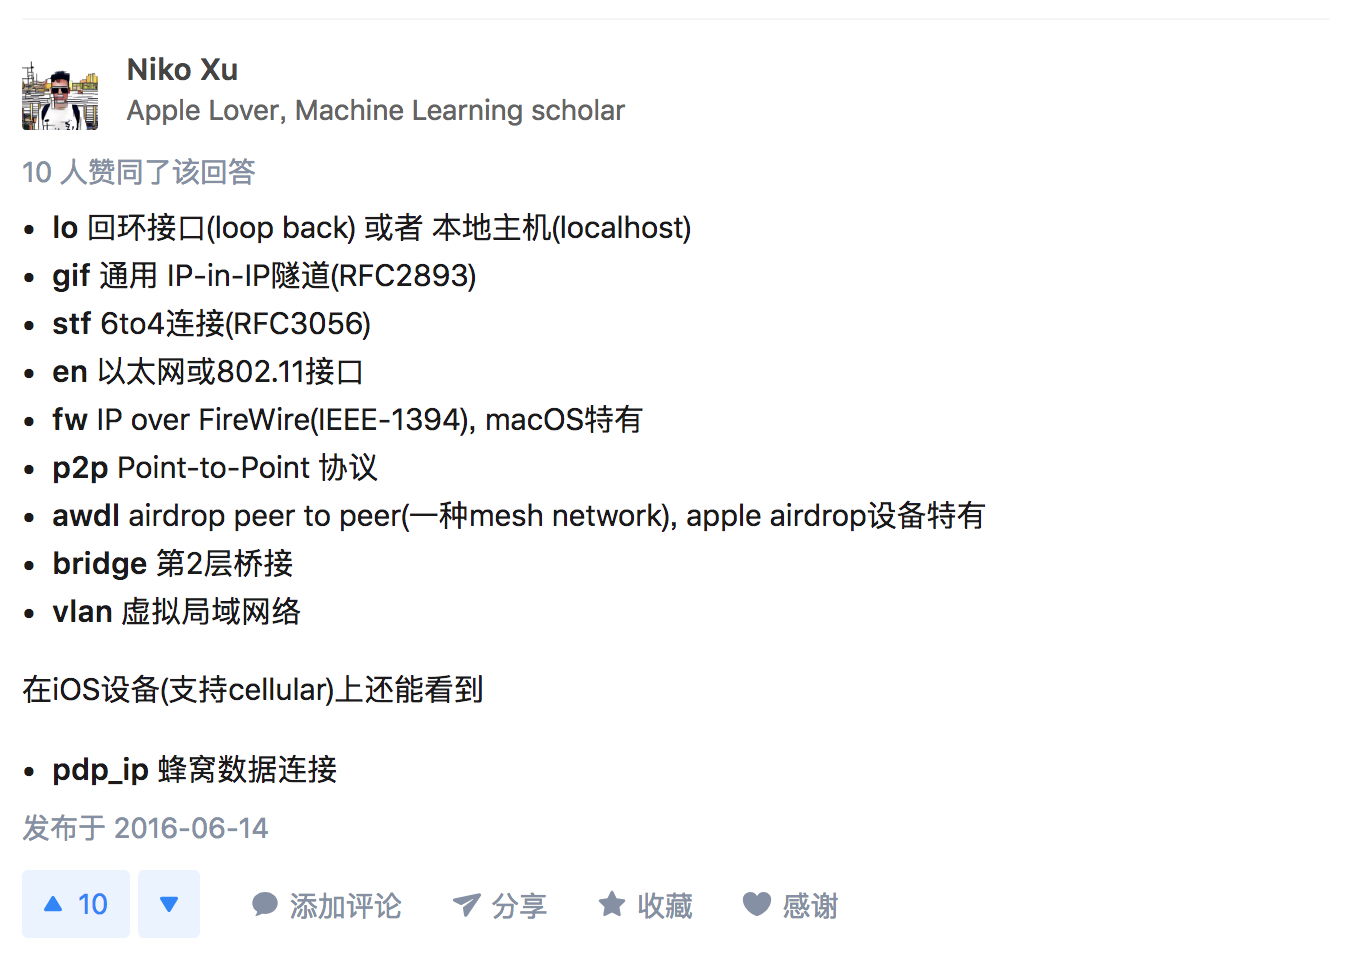 Niko Xu
Apple Lover, Machine Learning scholar
10 人赞同了该回答
• lo 回环接口(loop back) 或者 本地主机(localhost)
• gif 通用 IP-in-IP隧道(RFC2893)
• stf 6to4连接(RFC3056)
• en 以太网或802.11接口
• fw IP over FireWire(IEEE-1394), macOS特有
• p2p Point-to-Point 协议
• awdl airdrop peer to peer(一种mesh network), apple airdrop设备特有
• bridge 第2层桥接
• vlan 虚拟局域网络
在iOS设备(支持cellular)上还能看到
• pdp_ip 蜂窝数据连接
发布于 2016-06-14
10 添加评论 分享 收藏 感谢